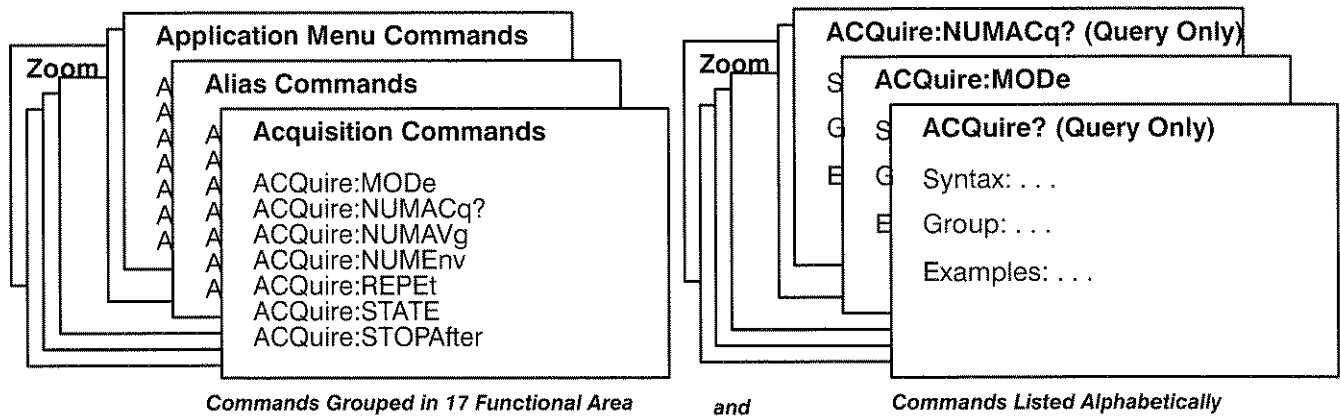 Application Menu Commands
Zoom
A
A
A
A
A
A
A
Alias Commands
A
A
A
A
A
A
A
Acquisition Commands
ACQuire:MODe
ACQuire:NUMACq?
ACQuire:NUMAVg
ACQuire:NUMEnv
ACQuire:REPEt
ACQuire:STATE
ACQuire:STOPAfter
Commands Grouped in 17 Functional Area
and
ACQuire:NUMACq? (Query Only)
Zoom
S
G
E
ACQuire:MODe
S
G
E
ACQuire? (Query Only)
Syntax: . . .
Group: . . .
Examples: . . .
Commands Listed Alphabetically